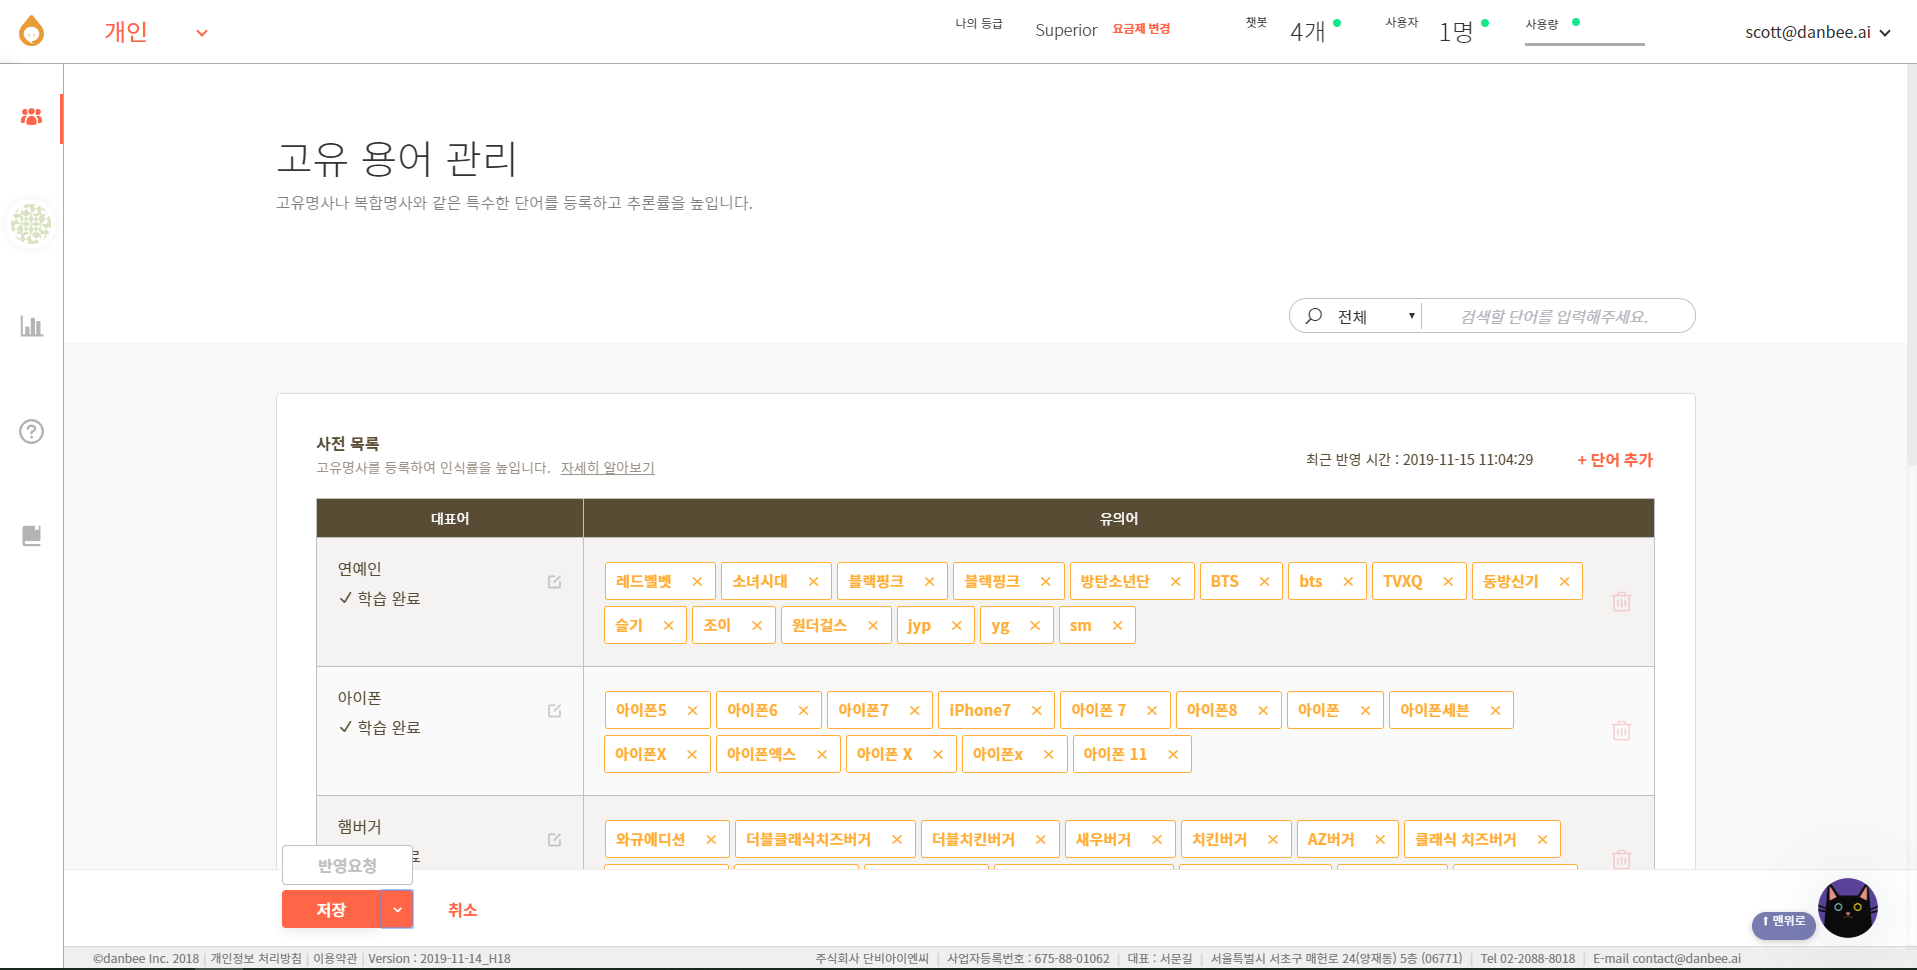 개인
나의 등급 Superior 요금제 변경 챗봇 4개 사용자 1명 사용량 scott@danbee.ai
고유 용어 관리
고유명사나 복합명사와 같은 특수한 단어를 등록하고 추론률을 높입니다.
전체 ▼ 검색할 단어를 입력해주세요.
사전 목록
고유명사를 등록하여 인식률을 높입니다. 자세히 알아보기
최근 반영 시간 : 2019-11-15 11:04:29 + 단어 추가
대표어 유의어
연예인
✓ 학습 완료
레드벨벳 × 소녀시대 × 블랙핑크 × 블렉핑크 × 방탄소년단 × BTS × bts × TVXQ × 동방신기 ×
슬기 × 조이 × 원더걸스 × jyp × yg × sm ×
아이폰
✓ 학습 완료
아이폰5 × 아이폰6 × 아이폰7 × iPhone7 × 아이폰 7 × 아이폰8 × 아이폰 × 아이폰세븐 ×
아이폰X × 아이폰엑스 × 아이폰 X × 아이폰x × 아이폰 11 ×
햄버거
와규에디션 × 더블클래식치즈버거 × 더블치킨버거 × 새우버거 × 치킨버거 × AZ버거 × 클래식 치즈버거 ×
반영요청
저장 취소
↑ 맨위로
©danbee Inc. 2018 | 개인정보 처리방침 | 이용약관 | Version : 2019-11-14_H18
주식회사 단비아이엔씨 | 사업자등록번호 : 675-88-01062 | 대표 : 서문길 | 서울특별시 서초구 매헌로 24(양재동) 5층 (06771) | Tel 02-2088-8018 | E-mail contact@danbee.ai